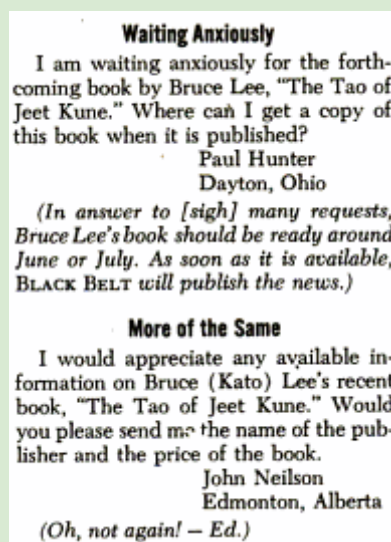 Waiting Anxiously
I am waiting anxiously for the forth-
coming book by Bruce Lee, “The Tao of
Jeet Kune.” Where can I get a copy of
this book when it is published?
Paul Hunter
Dayton, Ohio
(In answer to [sigh] many requests,
Bruce Lee's book should be ready around
June or July. As soon as it is available,
BLACK BELT will publish the news.)
More of the Same
I would appreciate any available in-
formation on Bruce (Kato) Lee's recent
book, “The Tao of Jeet Kune.” Would
you please send me the name of the pub-
lisher and the price of the book.
John Neilson
Edmonton, Alberta
(Oh, not again! — Ed.)